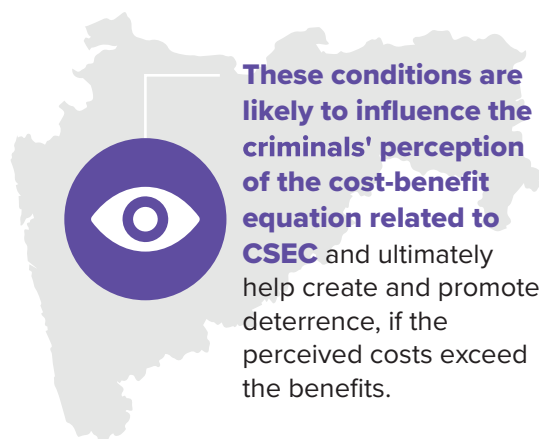 These conditions are
likely to influence the
criminals' perception
of the cost-benefit
equation related to
CSEC and ultimately
help create and promote
deterrence, if the
perceived costs exceed
the benefits.